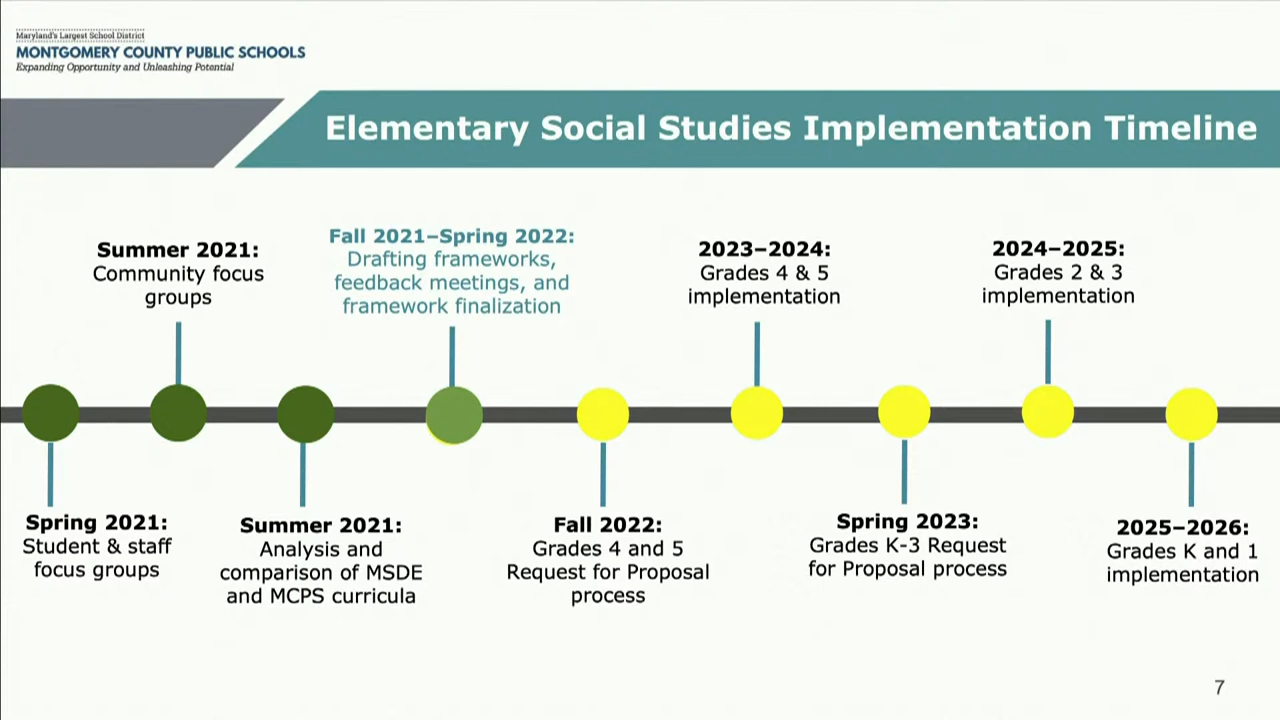 Maryland's Largest School District
MONTGOMERY COUNTY PUBLIC SCHOOLS
Expanding Opportunity and Unleashing Potential
Elementary Social Studies Implementation Timeline
Summer 2021:
Community focus
groups
Fall 2021–Spring 2022:
Drafting frameworks,
feedback meetings, and
framework finalization
2023–2024:
Grades 4 & 5
implementation
2024–2025:
Grades 2 & 3
implementation
Spring 2021:
Student & staff
focus groups
Summer 2021:
Analysis and
comparison of MSDE
and MCPS curricula
Fall 2022:
Grades 4 and 5
Request for Proposal
process
Spring 2023:
Grades K-3 Request
for Proposal process
2025–2026:
Grades K and 1
implementation
7